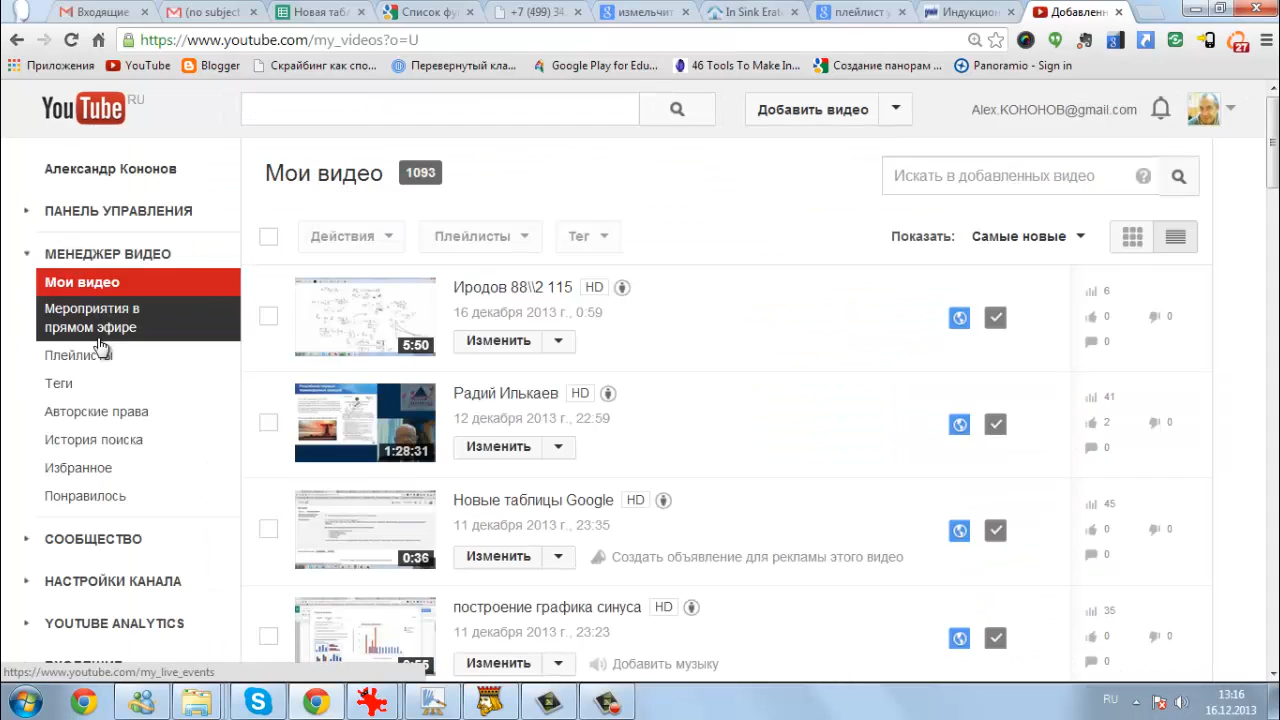 Входящие
(no subject
Новая таб
Список фу
+7 (499) 34
измельчит
In Sink Erat
плейлист у
Индукцион
Добавлен
https://www.youtube.com/my_videos?o=U
27
Приложения
YouTube
Blogger
Скрайбинг как спо...
Перевернутый кла...
Google Play for Edu...
46 Tools To Make In...
Создание панорам ...
Panoramio - Sign in
YouTube RU
Добавить видео
Alex.KOHOHOB@gmail.com
Александр Кононов
ПАНЕЛЬ УПРАВЛЕНИЯ
МЕНЕДЖЕР ВИДЕО
Мои видео
Мероприятия в
прямом эфире
Плейлисты
Теги
Авторские права
История поиска
Избранное
Понравилось
СООБЩЕСТВО
НАСТРОЙКИ КАНАЛА
YOUTUBE ANALYTICS
ВХОДЯЩИЕ
https://www.youtube.com/my_live_events
Мои видео 1093
Искать в добавленных видео ?
Действия
Плейлисты
Тег
Показать: Самые новые
5:50
Иродов 88\\2 115 HD
16 декабря 2013 г., 0:59
Изменить
6
0 0
0
1:28:31
Радий Илькаев HD
12 декабря 2013 г., 22:59
Изменить
41
2 0
0
0:36
Новые таблицы Google HD
11 декабря 2013 г., 23:35
Изменить
Создать объявление для рекламы этого видео
45
0 0
0
построение графика синуса HD
11 декабря 2013 г., 23:23
Изменить
Добавить музыку
35
0 0
0
RU
13:16
16.12.2013